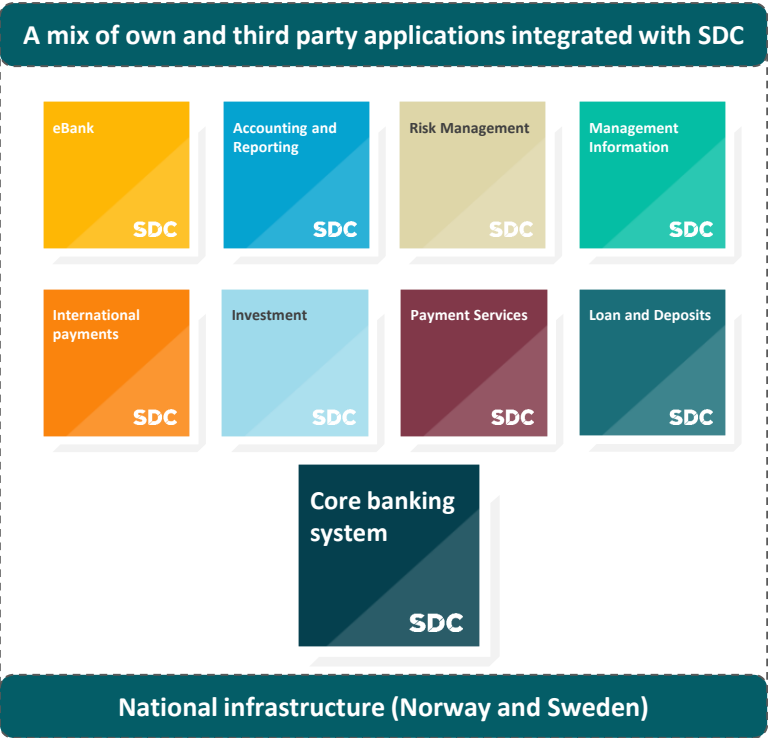 A mix of own and third party applications integrated with SDC
eBank
SDC
Accounting and
Reporting
SDC
Risk Management
SDC
Management
Information
SDC
International
payments
SDC
Investment
SDC
Payment Services
SDC
Loan and Deposits
SDC
Core banking
system
SDC
National infrastructure (Norway and Sweden)